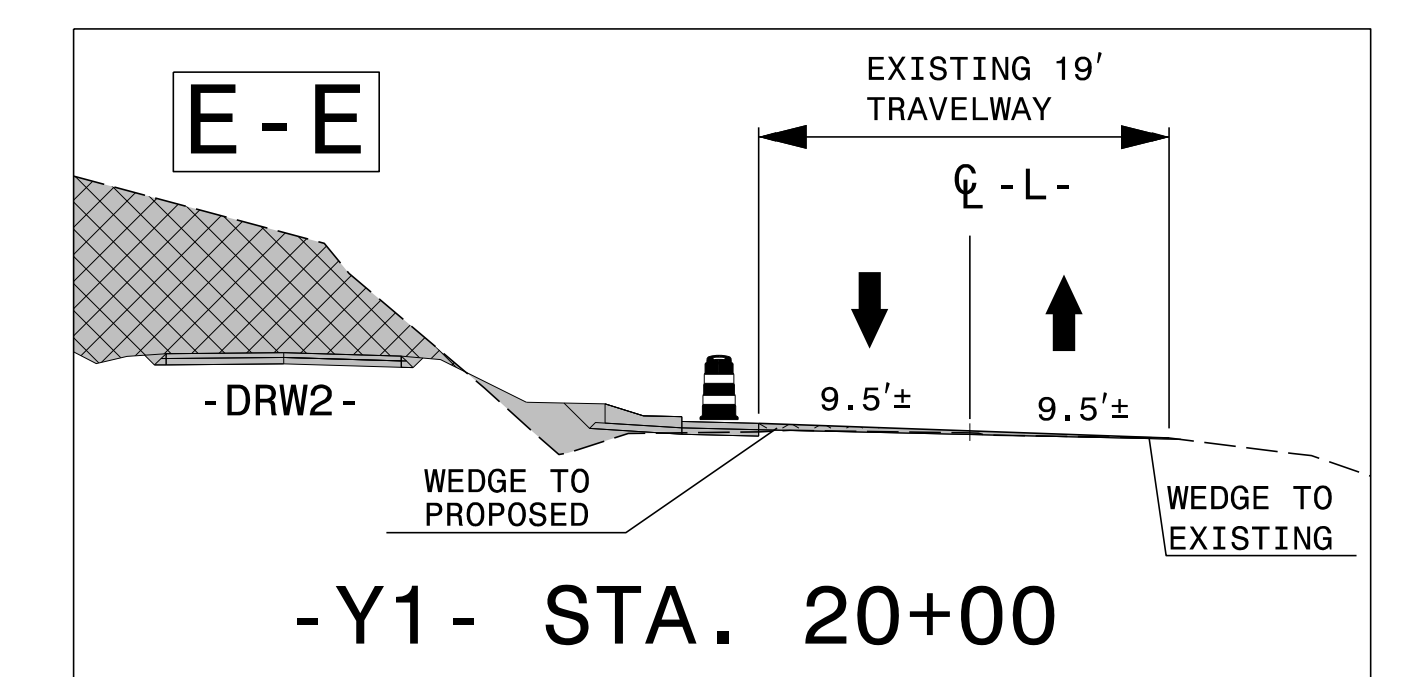 E-E
EXISTING 19'
TRAVELWAY
℄ -L-
9.5'±
9.5'±
-DRW2-
WEDGE TO
PROPOSED
WEDGE TO
EXISTING
-Y1- STA. 20+00